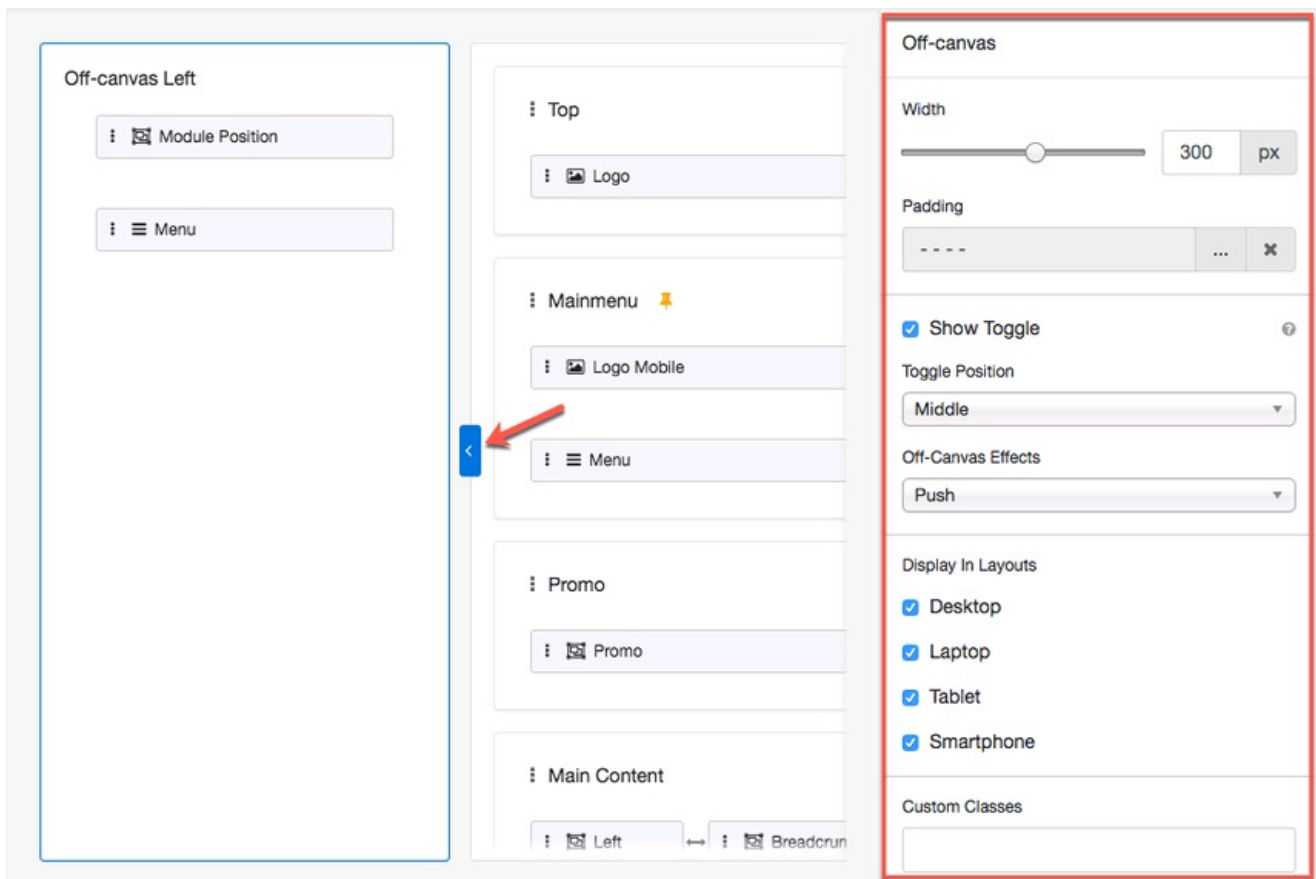 Off-canvas Left
Module Position
Menu
Top
Logo
Mainmenu
Logo Mobile
Menu
Promo
Promo
Main Content
Left
Breadcrum
Off-canvas
Width
300 px
Padding
- - - -
...
Show Toggle
Toggle Position
Middle
Off-Canvas Effects
Push
Display In Layouts
Desktop
Laptop
Tablet
Smartphone
Custom Classes